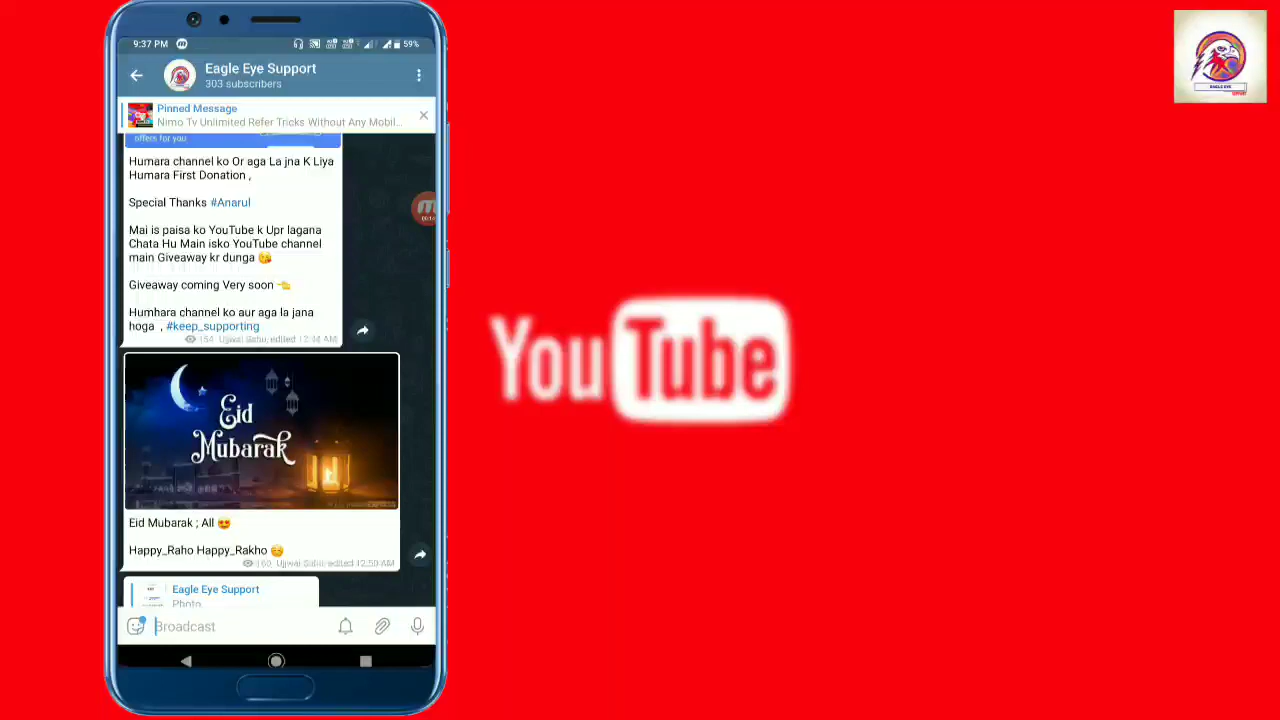 9:37 PM
59%
Eagle Eye Support
303 subscribers
Pinned Message
Nimo Tv Unlimited Refer Tricks Without Any Mobil...
offers for you
Humara channel ko Or aga La jna K Liya
Humara First Donation ,
Special Thanks #Anarul
Mai is paisa ko YouTube k Upr lagana
Chata Hu Main isko YouTube channel
main Giveaway kr dunga 😘
Giveaway coming Very soon 👈
Humhara channel ko aur aga la jana
hoga , #keep_supporting
154 Ujjwal Sahu, edited 12:44 AM
Eid
Mubarak
Eid Mubarak ; All 😍
Happy_Raho Happy_Rakho ☺️
160 Ujjwal Sahu, edited 12:50 AM
Eagle Eye Support
Photo
Broadcast
YouTube
EAGLE EYE